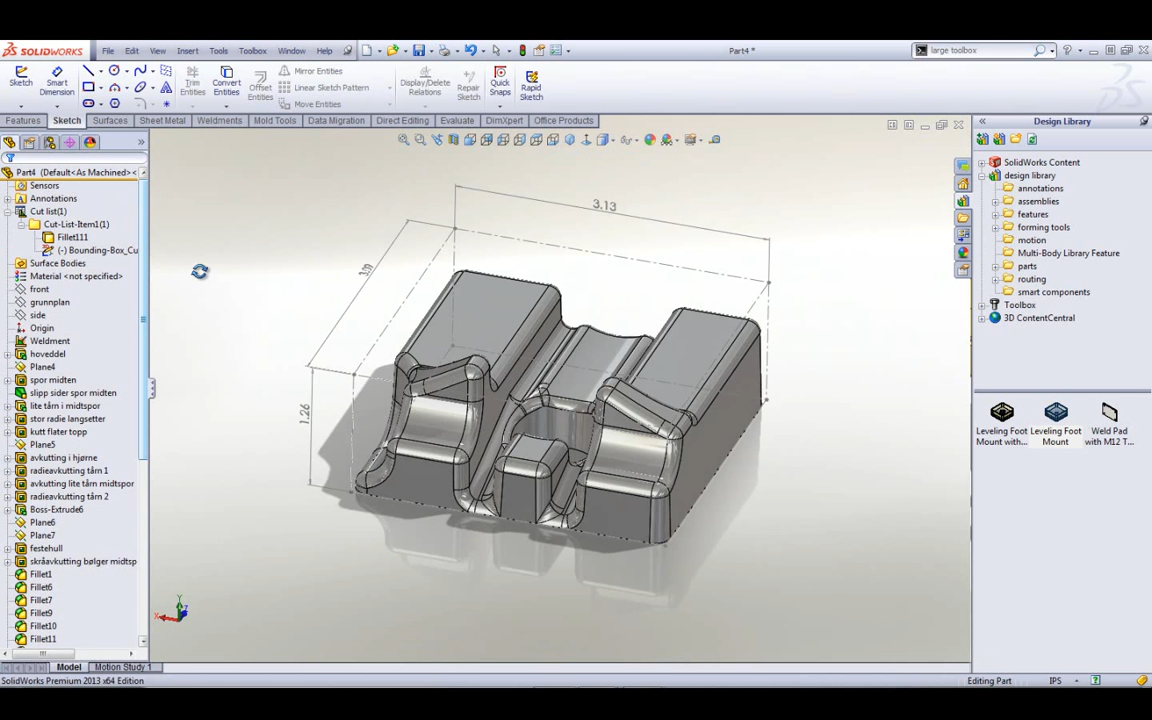 SOLIDWORKS File Edit View Insert Tools Toolbox Window Help Part4 * large toolbox
Sketch Smart Dimension Trim Entities Convert Entities Offset Entities Mirror Entities Linear Sketch Pattern Move Entities Display/Delete Relations Repair Sketch Quick Snaps Rapid Sketch
Features Sketch Surfaces Sheet Metal Weldments Mold Tools Data Migration Direct Editing Evaluate DimXpert Office Products
Part4 (Default<As Machined><
Sensors
Annotations
Cut list(1)
Cut-List-Item1(1)
Fillet111
(-) Bounding-Box_Cu
Surface Bodies
Material <not specified>
front
grunnplan
side
Origin
Weldment
hoveddel
Plane4
spor midten
slipp sider spor midten
lite tårn i midtspor
stor radie langsetter
kutt flater topp
Plane5
avkutting i hjørne
radieavkutting tårn 1
avkutting lite tårn midtspor
radieavkutting tårn 2
Boss-Extrude6
Plane6
Plane7
festehull
skråavkutting bølger midtsp
Fillet1
Fillet6
Fillet7
Fillet9
Fillet10
Fillet11
3.13
1.26
Y
X
Z
Design Library
SolidWorks Content
design library
annotations
assemblies
features
forming tools
motion
Multi-Body Library Feature
parts
routing
smart components
Toolbox
3D ContentCentral
Leveling Foot Mount with...
Leveling Foot Mount
Weld Pad with M12 T...
Model Motion Study 1
SolidWorks Premium 2013 x64 Edition Editing Part IPS